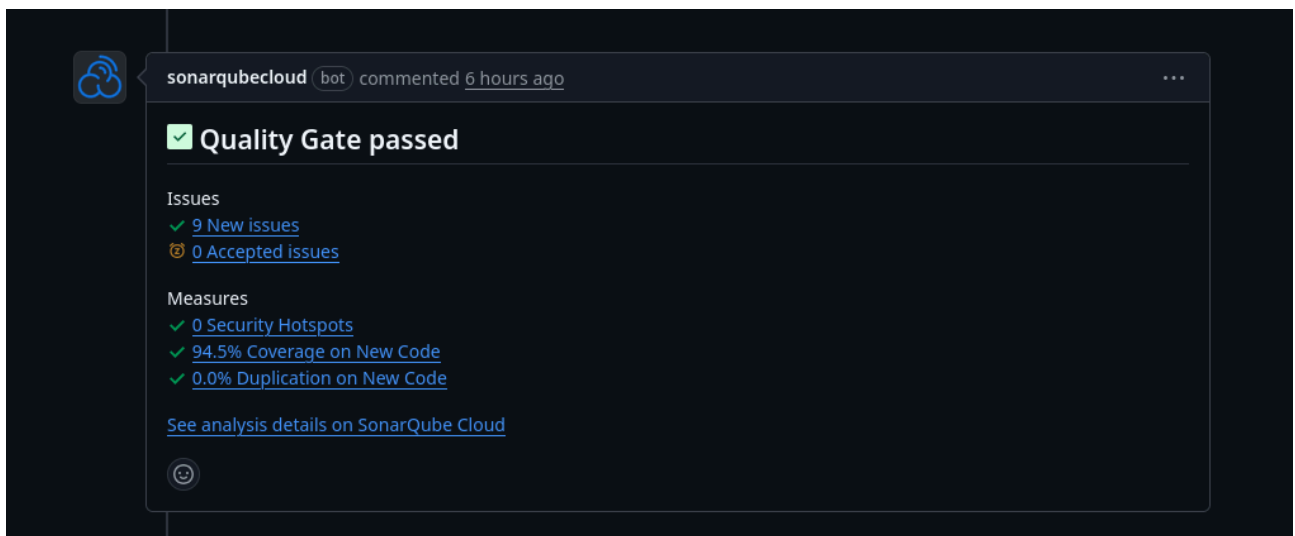 sonarqubecloud bot commented 6 hours ago
Quality Gate passed
Issues
9 New issues
0 Accepted issues
Measures
0 Security Hotspots
94.5% Coverage on New Code
0.0% Duplication on New Code
See analysis details on SonarQube Cloud